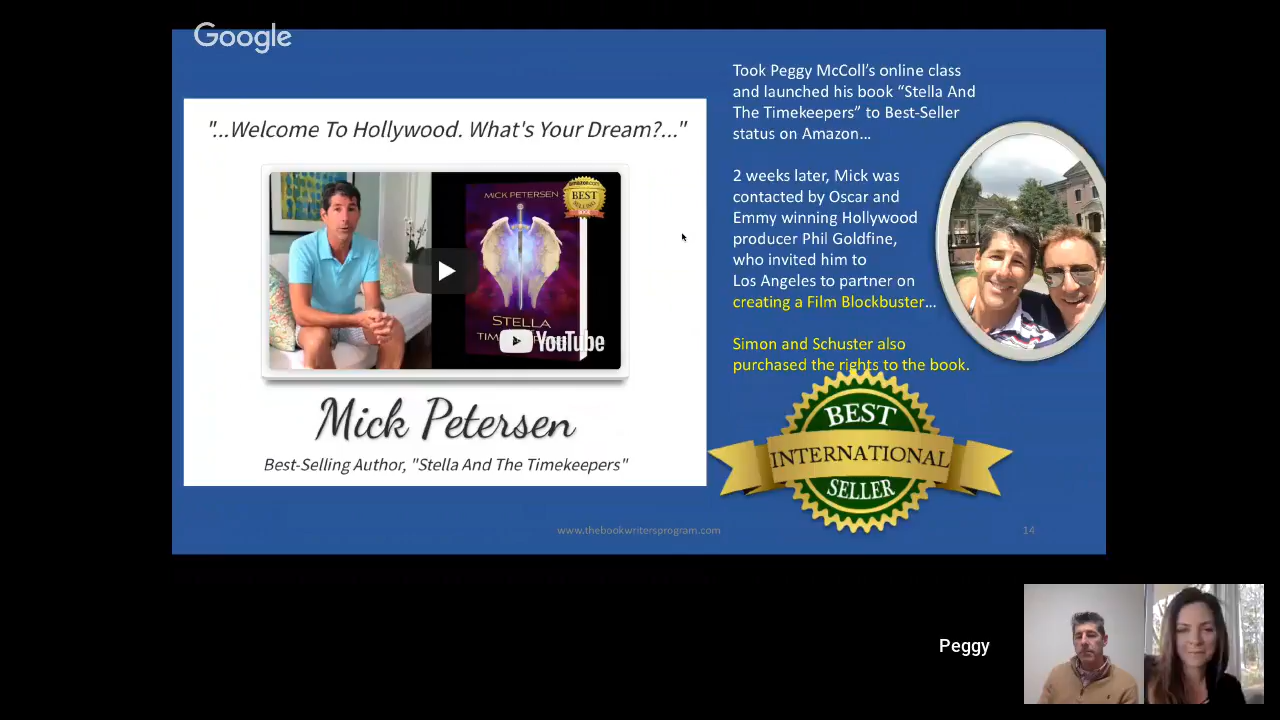 Google
"...Welcome To Hollywood. What's Your Dream?..."
MICK PETERSEN
amazon.com
BEST
SELLING
BOOK
STELLA
YouTube
Mick Petersen
Best-Selling Author, "Stella And The Timekeepers"
Took Peggy McColl's online class
and launched his book “Stella And
The Timekeepers” to Best-Seller
status on Amazon...
2 weeks later, Mick was
contacted by Oscar and
Emmy winning Hollywood
producer Phil Goldfine,
who invited him to
Los Angeles to partner on
creating a Film Blockbuster...
Simon and Schuster also
purchased the rights to the book.
BEST
INTERNATIONAL
SELLER
www.thebookwritersprogram.com
14
Peggy